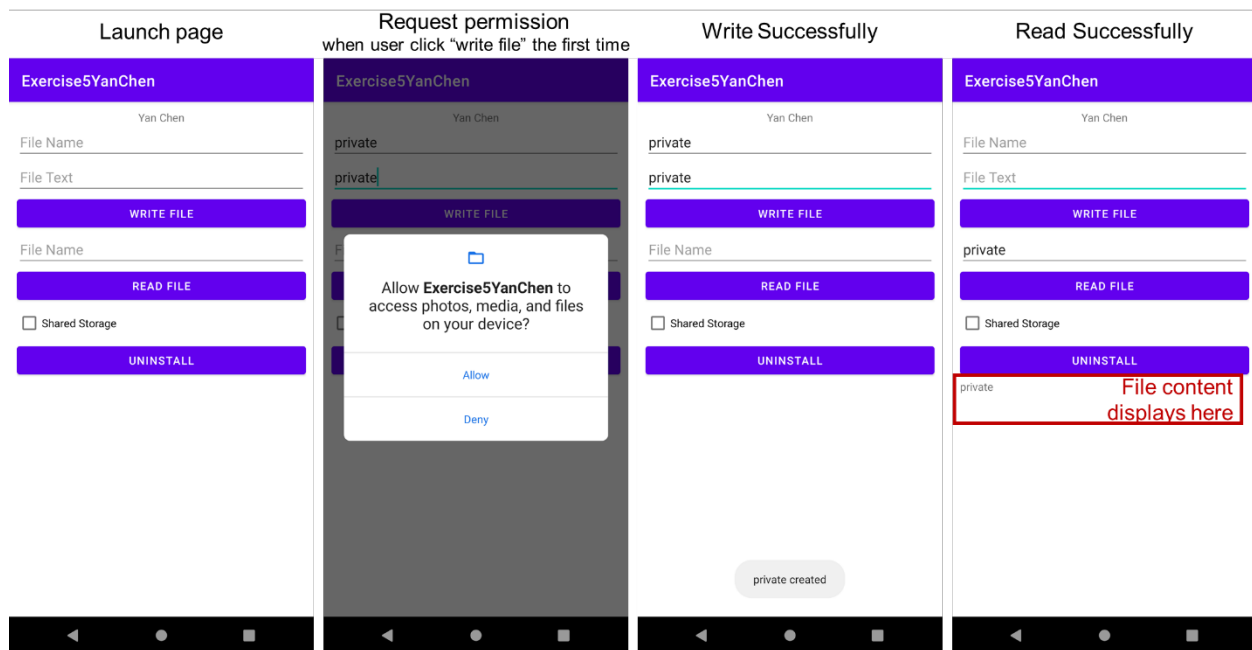 Launch page
Exercise5YanChen
Yan Chen
File Name
File Text
WRITE FILE
File Name
READ FILE
Shared Storage
UNINSTALL
Request permission
when user click “write file” the first time
Exercise5YanChen
Yan Chen
private
private
WRITE FILE
F
Allow Exercise5YanChen to
access photos, media, and files
on your device?
Allow
Deny
Write Successfully
Exercise5YanChen
Yan Chen
private
private
WRITE FILE
File Name
READ FILE
Shared Storage
UNINSTALL
private created
Read Successfully
Exercise5YanChen
Yan Chen
File Name
File Text
WRITE FILE
private
READ FILE
Shared Storage
UNINSTALL
private
File content
displays here